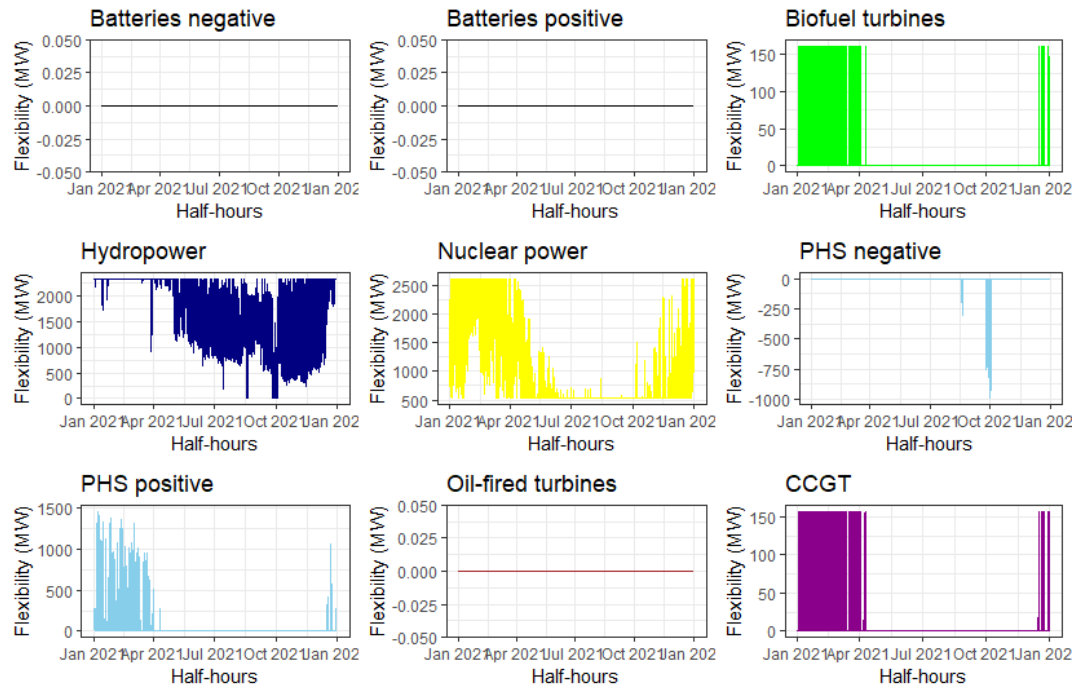 Batteries negative
Flexibility (MW)
0.050
0.025
0.000
-0.025
-0.050
Jan 2021 Apr 2021 Jul 2021 Oct 2021 Jan 202
Half-hours
Batteries positive
Flexibility (MW)
0.050
0.025
0.000
-0.025
-0.050
Jan 2021 Apr 2021 Jul 2021 Oct 2021 Jan 202
Half-hours
Biofuel turbines
Flexibility (MW)
150
100
50
0
Jan 2021 Apr 2021 Jul 2021 Oct 2021 Jan 202
Half-hours
Hydropower
Flexibility (MW)
2000
1500
1000
500
0
Jan 2021 Apr 2021 Jul 2021 Oct 2021 Jan 202
Half-hours
Nuclear power
Flexibility (MW)
2500
2000
1500
1000
500
Jan 2021 Apr 2021 Jul 2021 Oct 2021 Jan 202
Half-hours
PHS negative
Flexibility (MW)
0
-250
-500
-750
-1000
Jan 2021 Apr 2021 Jul 2021 Oct 2021 Jan 202
Half-hours
PHS positive
Flexibility (MW)
1500
1000
500
0
Jan 2021 Apr 2021 Jul 2021 Oct 2021 Jan 202
Half-hours
Oil-fired turbines
Flexibility (MW)
0.050
0.025
0.000
-0.025
-0.050
Jan 2021 Apr 2021 Jul 2021 Oct 2021 Jan 202
Half-hours
CCGT
Flexibility (MW)
150
100
50
0
Jan 2021 Apr 2021 Jul 2021 Oct 2021 Jan 202
Half-hours